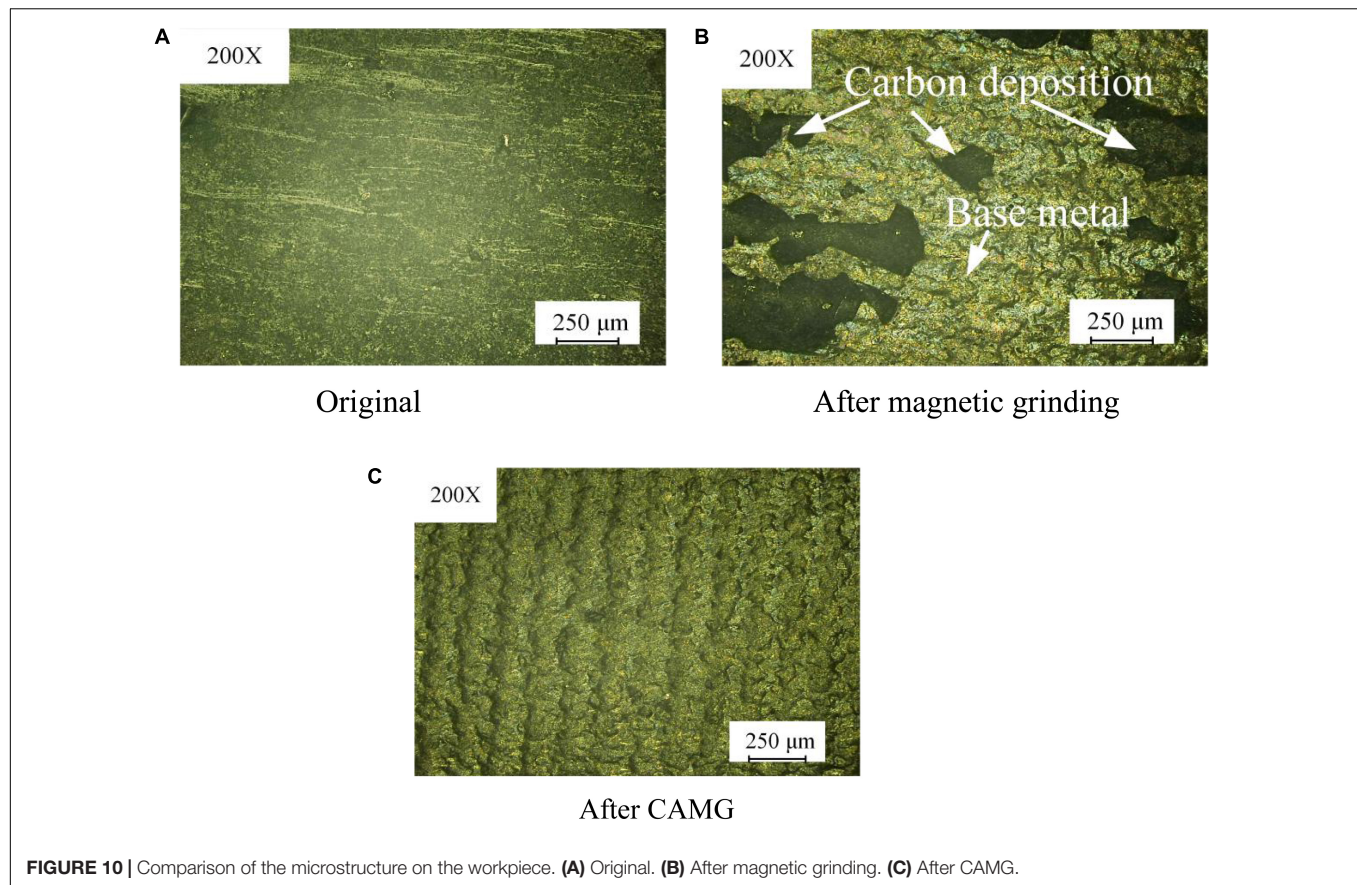 A
200X
250 μm
Original
B
200X
Carbon deposition
Base metal
250 μm
After magnetic grinding
C
200X
250 μm
After CAMG
FIGURE 10 | Comparison of the microstructure on the workpiece. (A) Original. (B) After magnetic grinding. (C) After CAMG.